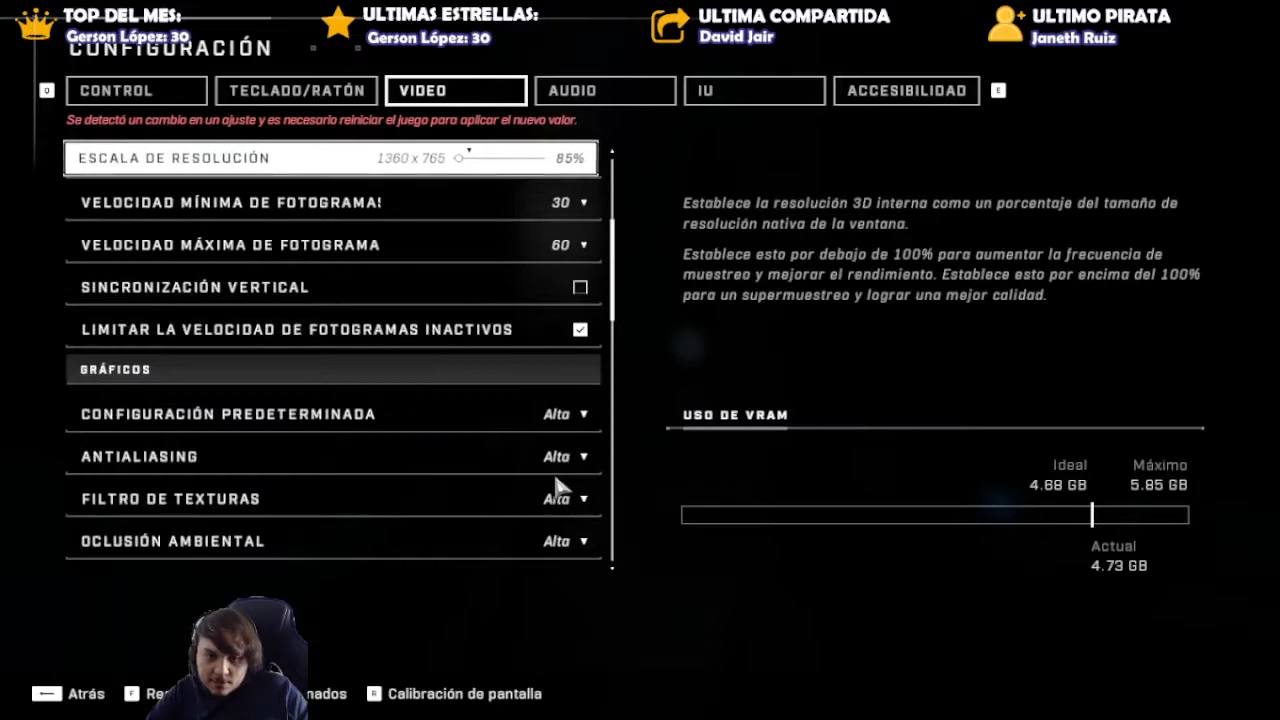 TOP DEL MES:
Gerson López: 30
ULTIMAS ESTRELLAS:
Gerson López: 30
ULTIMA COMPARTIDA
David Jair
ULTIMO PIRATA
Janeth Ruiz
CONFIGURACIÓN
Q
CONTROL
TECLADO/RATÓN
VIDEO
AUDIO
IU
ACCESIBILIDAD
E
Se detectó un cambio en un ajuste y es necesario reiniciar el juego para aplicar el nuevo valor.
ESCALA DE RESOLUCIÓN 1360 x 765 85%
VELOCIDAD MÍNIMA DE FOTOGRAMA 30
VELOCIDAD MÁXIMA DE FOTOGRAMA 60
SINCRONIZACIÓN VERTICAL
LIMITAR LA VELOCIDAD DE FOTOGRAMAS INACTIVOS
GRÁFICOS
CONFIGURACIÓN PREDETERMINADA Alta
ANTIALIASING Alta
FILTRO DE TEXTURAS Alta
OCLUSIÓN AMBIENTAL Alta
Establece la resolución 3D interna como un porcentaje del tamaño de
resolución nativa de la ventana.
Establece esto por debajo de 100% para aumentar la frecuencia de
muestreo y mejorar el rendimiento. Establece esto por encima del 100%
para un supermuestreo y lograr una mejor calidad.
USO DE VRAM
Ideal Máximo
4.68 GB 5.85 GB
Actual
4.73 GB
Atrás
F
R Calibración de pantalla